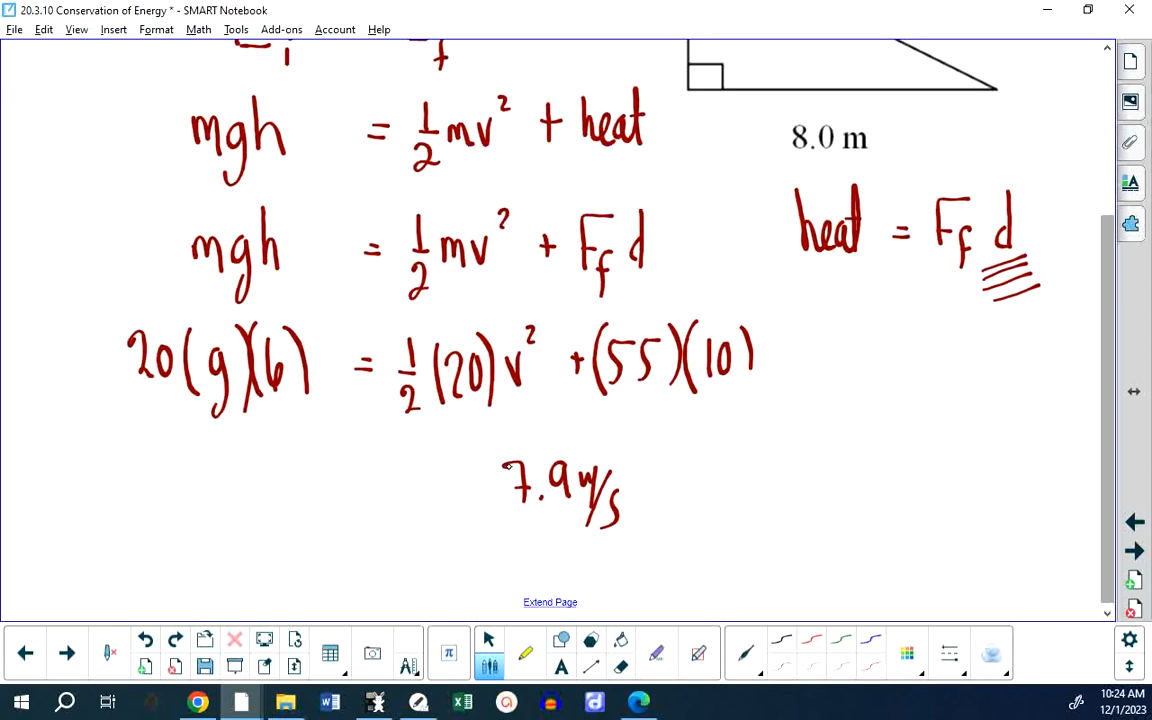 20.3.10 Conservation of Energy * - SMART Notebook
File Edit View Insert Format Math Tools Add-ons Account Help
mgh = 1/2 mv² + heat
8.0 m
heat = Ff d
mgh = 1/2 mv² + Ff d
20(g)(6) = 1/2 (20) v² + (55)(10)
7.9 m/s
Extend Page
π
A
10:24 AM
12/1/2023